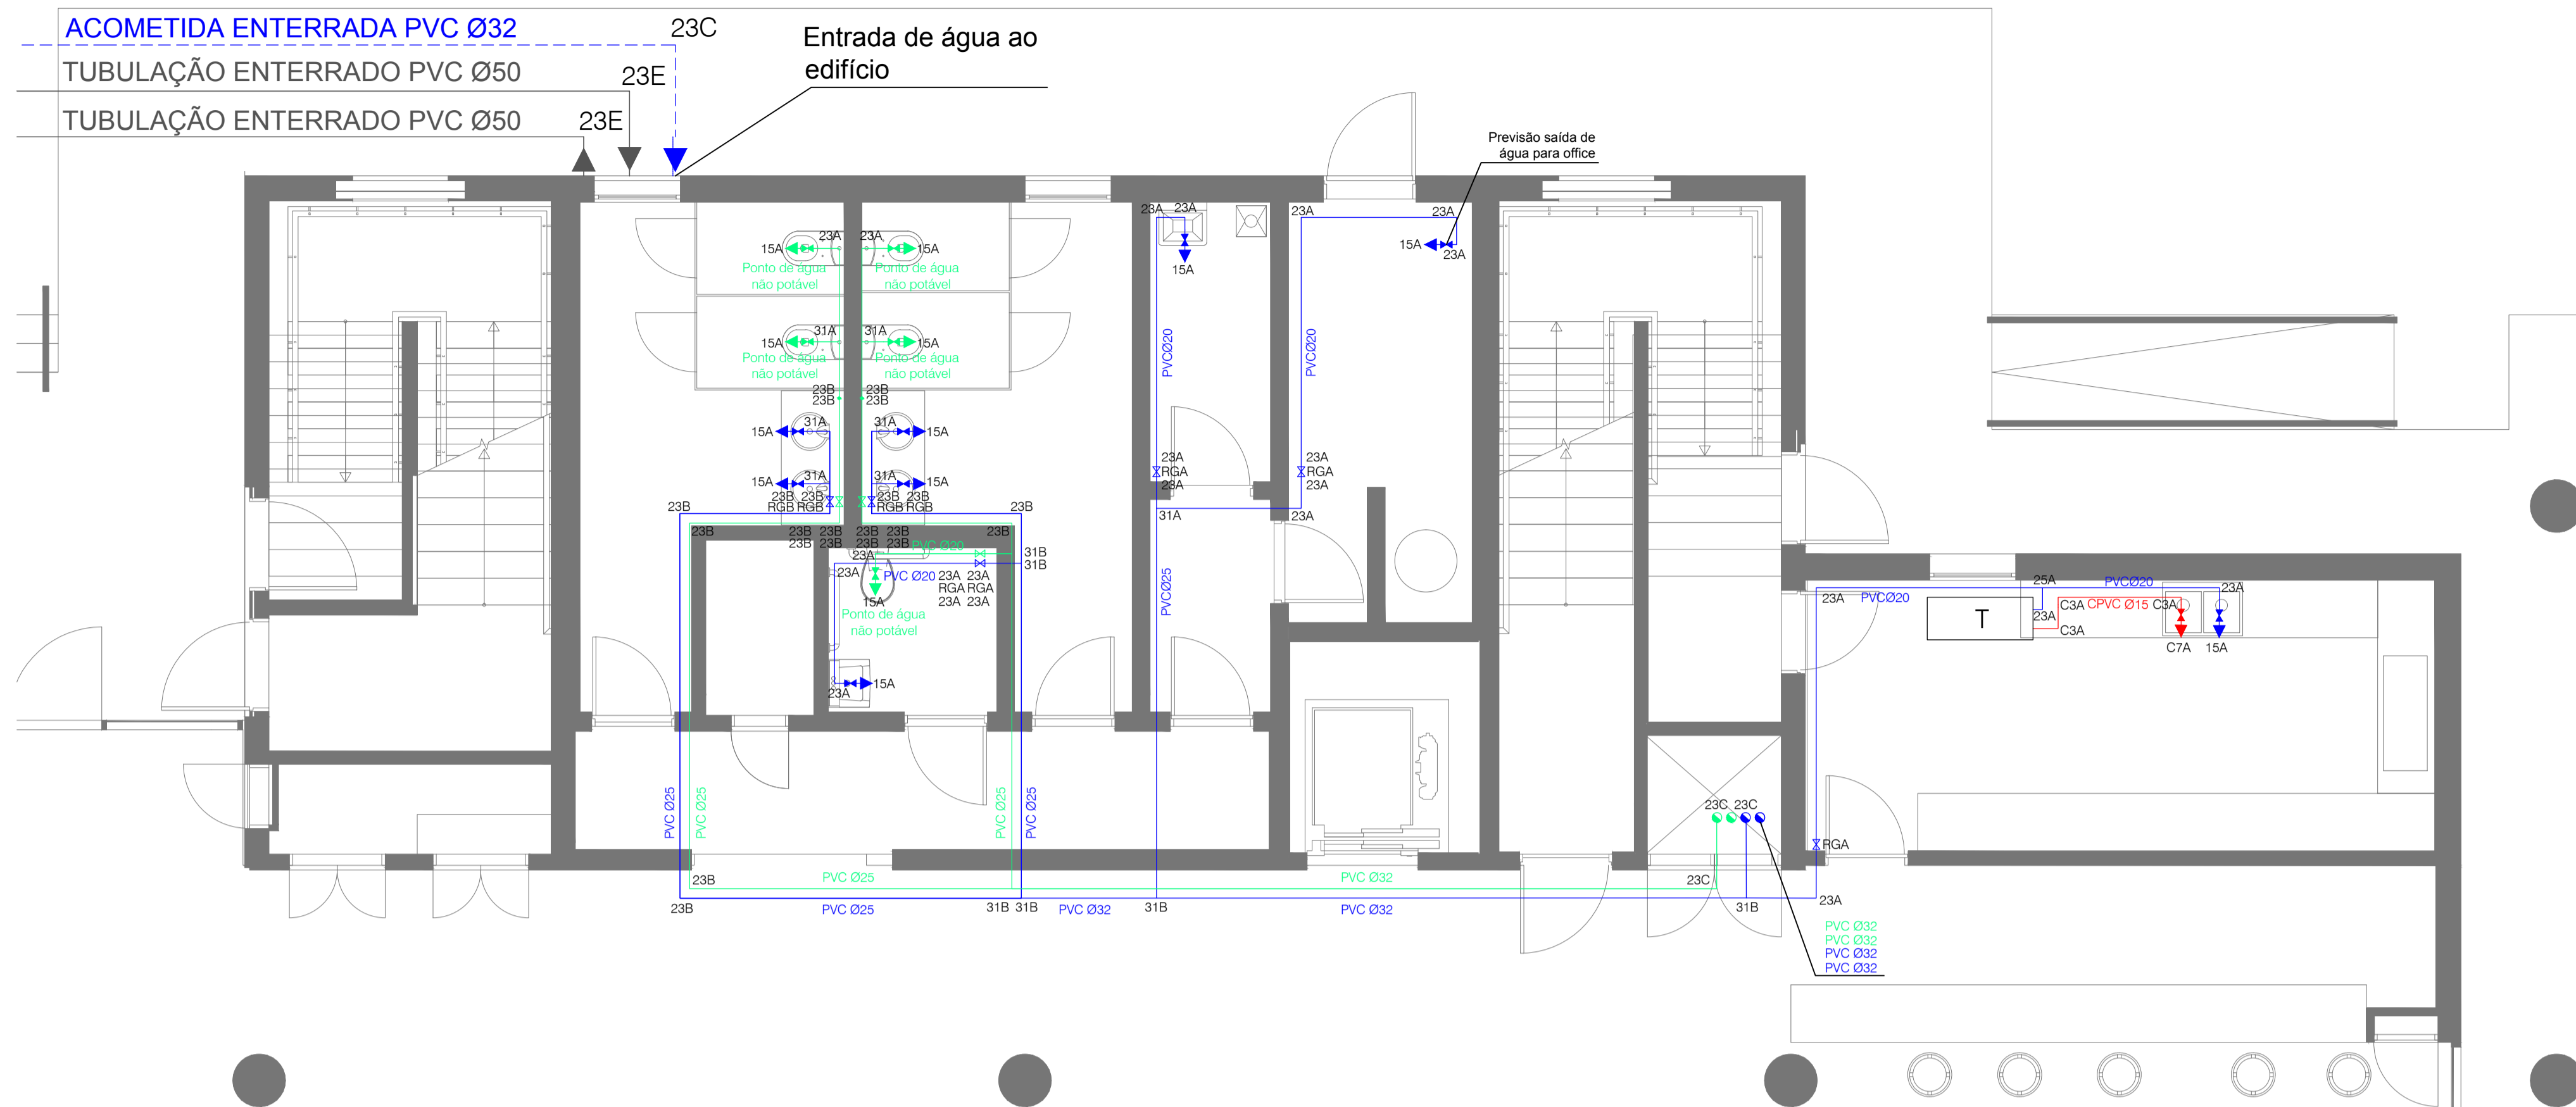 ACOMETIDA ENTERRADA PVC Ø32
23C
Entrada de água ao
edifício
TUBULAÇÃO ENTERRADO PVC Ø50
23E
TUBULAÇÃO ENTERRADO PVC Ø50
23E
Previsão saída de
água para office
23A
23A
23A
23A
23A
23A
15A
15A
15A
23A
15A
Ponto de água
não potável
Ponto de água
não potável
31A
31A
15A
15A
Ponto de água
não potável
Ponto de água
não potável
PVCØ20
PVCØ20
23B
23B
23B
23B
31A
31A
15A
15A
31A
31A
15A
15A
23B
23B
23B
23B
RGB
RGB
RGB
RGB
23B
23B
23A
RGA
23A
23A
RGA
23A
31A
23A
23B
23B
23B
23B
23B
23B
23B
23B
23B
23B
PVC Ø20
31B
31B
23A
23A
PVC Ø20
23A
23A
RGA
RGA
23A
23A
15A
Ponto de água
não potável
PVCØ25
23A
15A
25A
PVCØ20
23A
23A
PVCØ20
C3A
CPVC Ø15
C3A
T
23A
C3A
C7A
15A
PVC Ø25
PVC Ø25
PVC Ø25
PVC Ø25
23C
23C
RGA
23B
PVC Ø25
PVC Ø32
23C
23B
PVC Ø25
31B
31B
PVC Ø32
31B
PVC Ø32
31B
23A
PVC Ø32
PVC Ø32
PVC Ø32
PVC Ø32